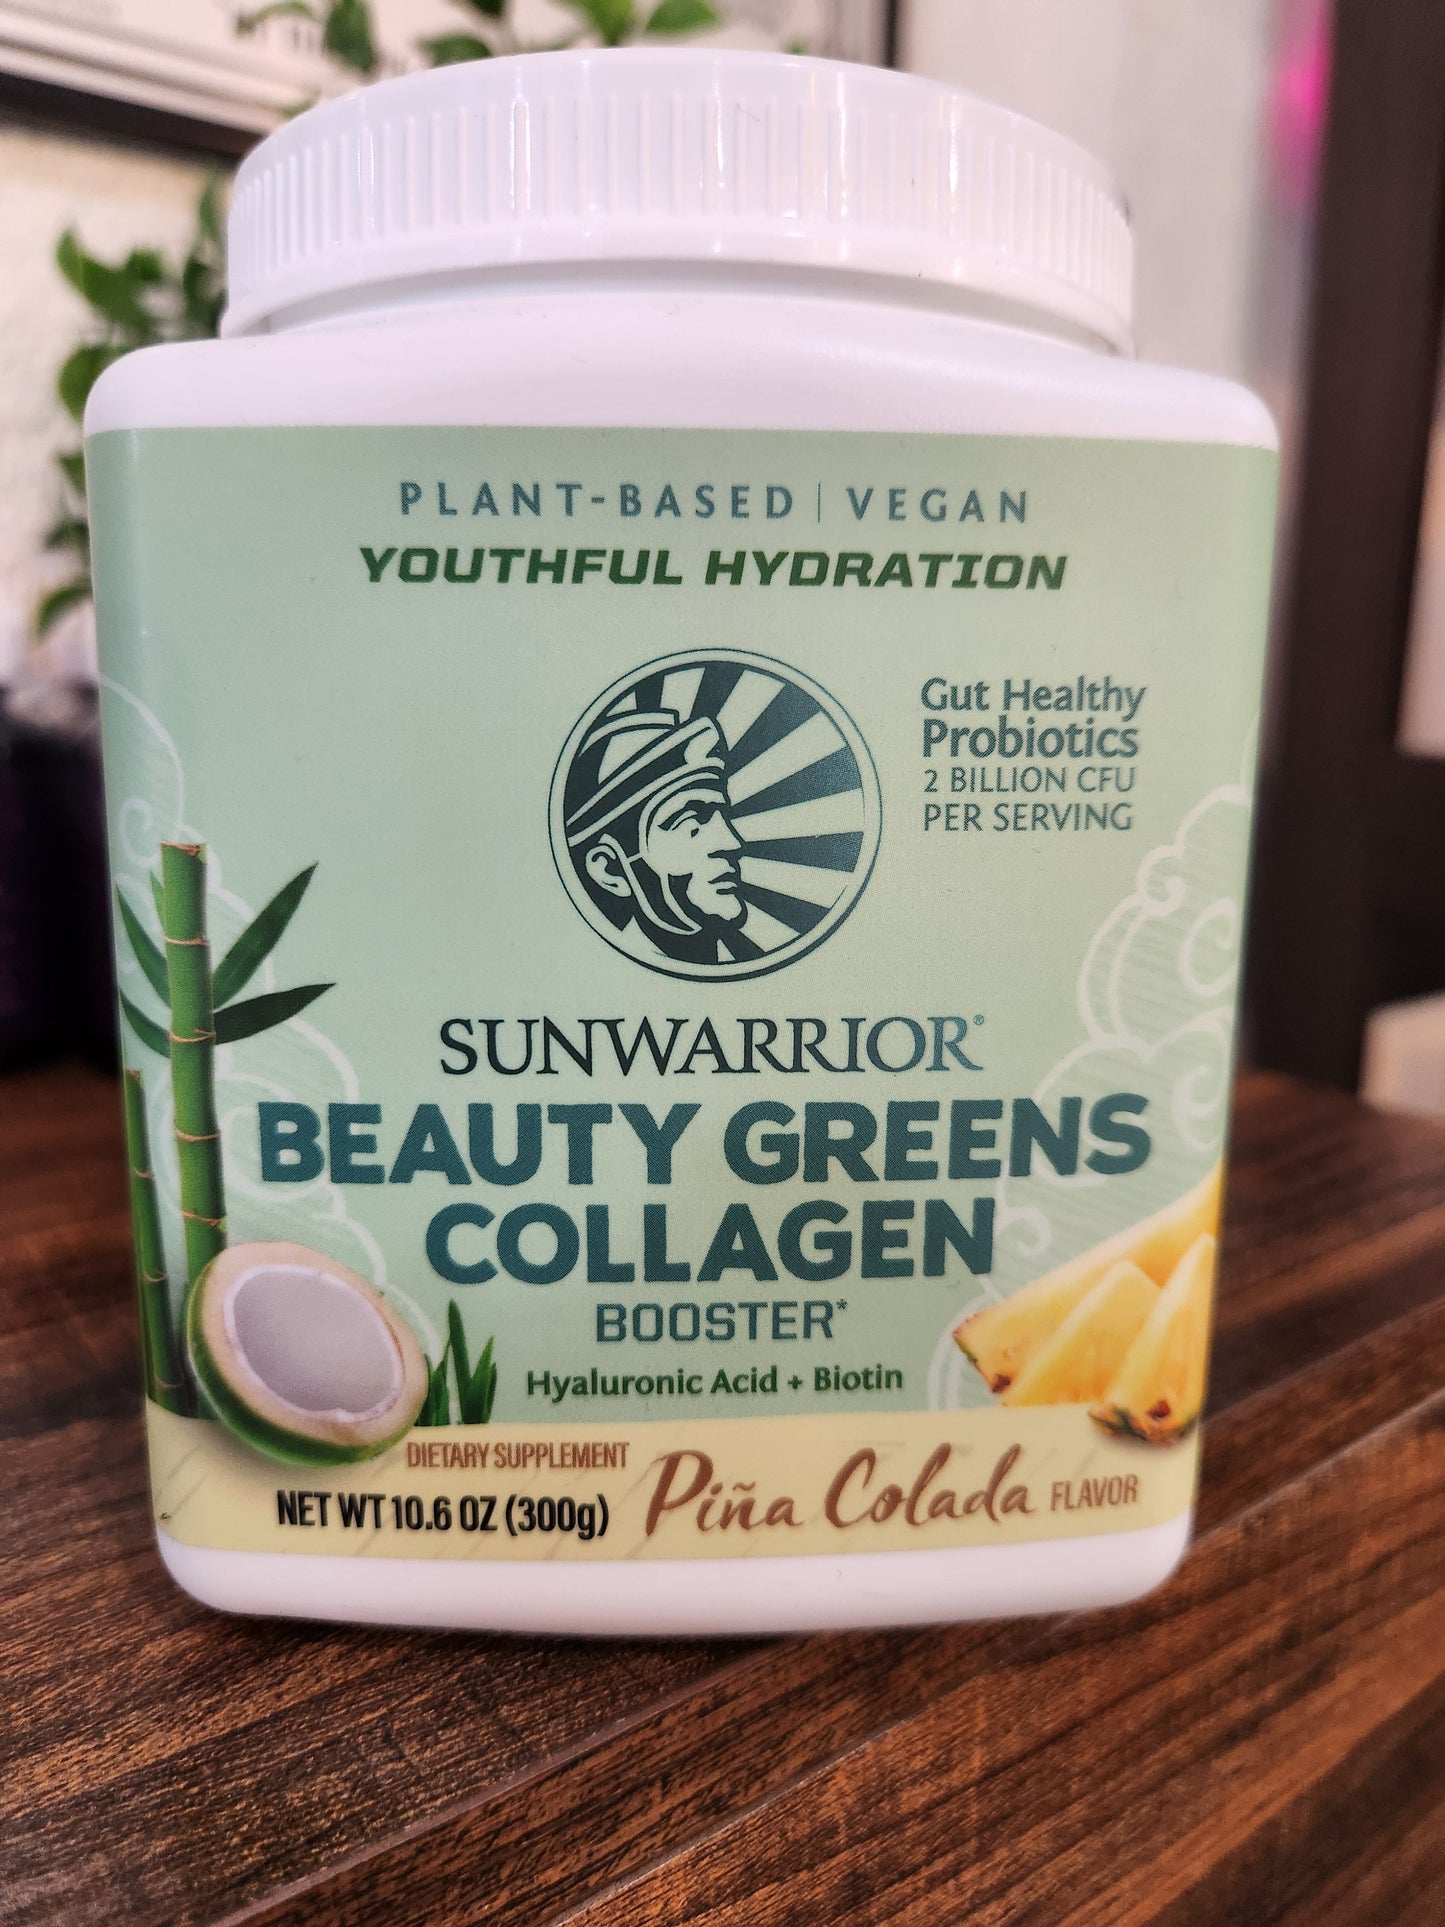 PLANT-BASED | VEGAN
YOUTHFUL HYDRATION
Gut Healthy
Probiotics
2 BILLION CFU
PER SERVING
SUNWARRIOR®
BEAUTY GREENS
COLLAGEN
BOOSTER*
Hyaluronic Acid + Biotin
DIETARY SUPPLEMENT
NET WT 10.6 OZ (300g)
Piña Colada FLAVOR